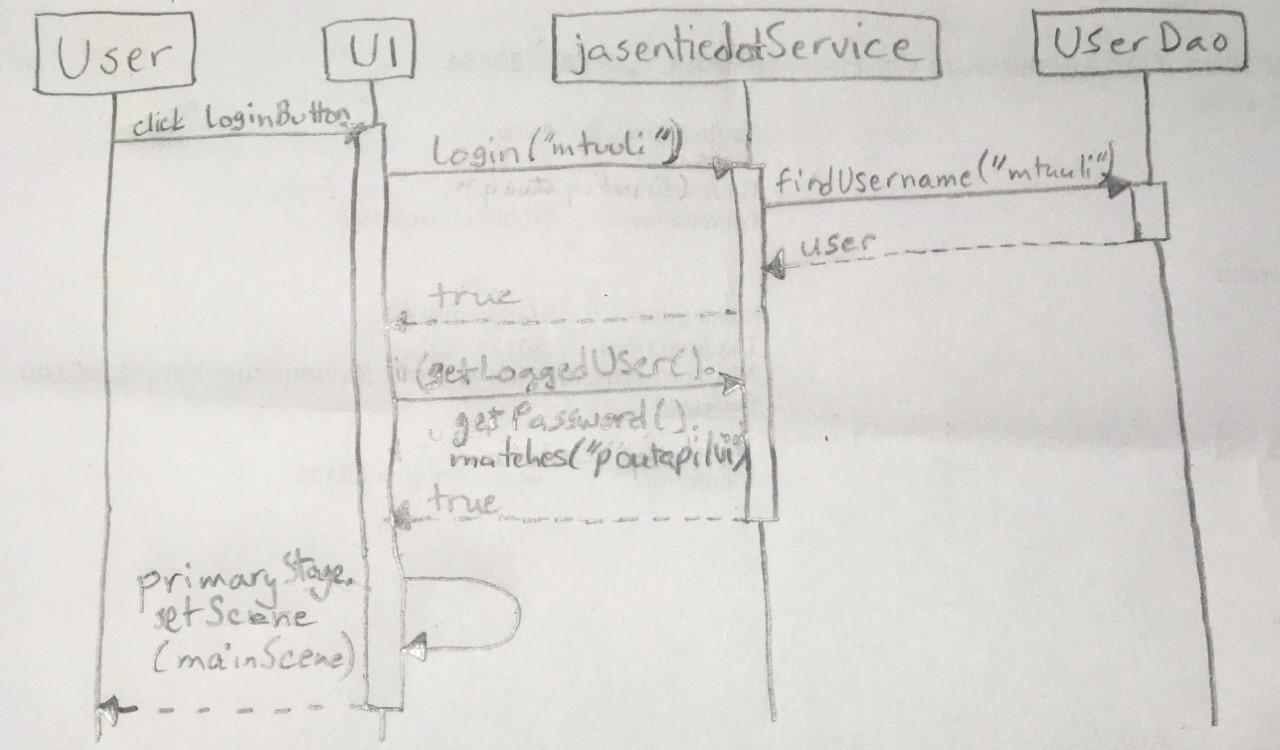 User
UI
jasentiedotService
UserDao
click loginButton
Login("mtuuli")
findUsername("mtuuli")
user
true
getLoggedUser().
getPassword().
matches("poutapilvi")
true
primaryStage.
setScene
(mainScene)